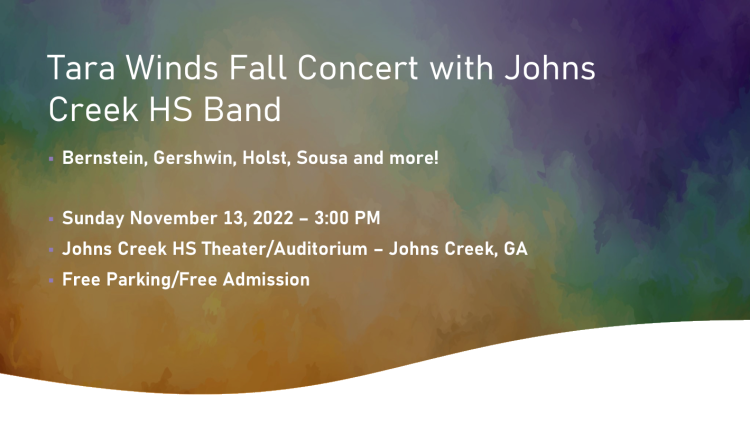 Tara Winds Fall Concert with Johns
Creek HS Band
Bernstein, Gershwin, Holst, Sousa and more!
Sunday November 13, 2022 – 3:00 PM
Johns Creek HS Theater/Auditorium – Johns Creek, GA
Free Parking/Free Admission